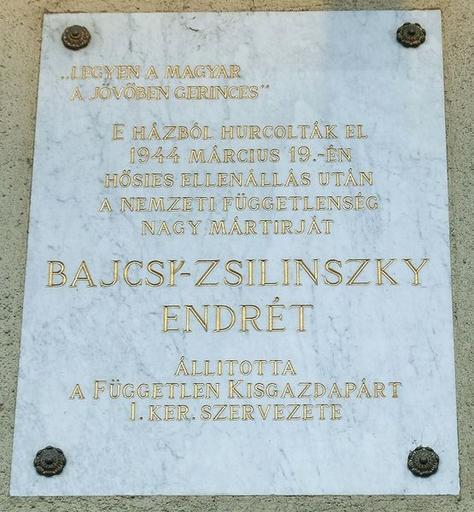 „LEGYEN A MAGYAR
A JÖVŐBEN GERINCES”
E HÁZBÓL HURCOLTÁK EL
1944 MÁRCIUS 19.-ÉN
HŐSIES ELLENÁLLÁS UTÁN
A NEMZETI FÜGGETLENSÉG
NAGY MÁRTIRJÁT
BAJCSY-ZSILINSZKY
ENDRÉT
ÁLLITOTTA
A FÜGGETLEN KISGAZDAPÁRT
I. KER. SZERVEZETE